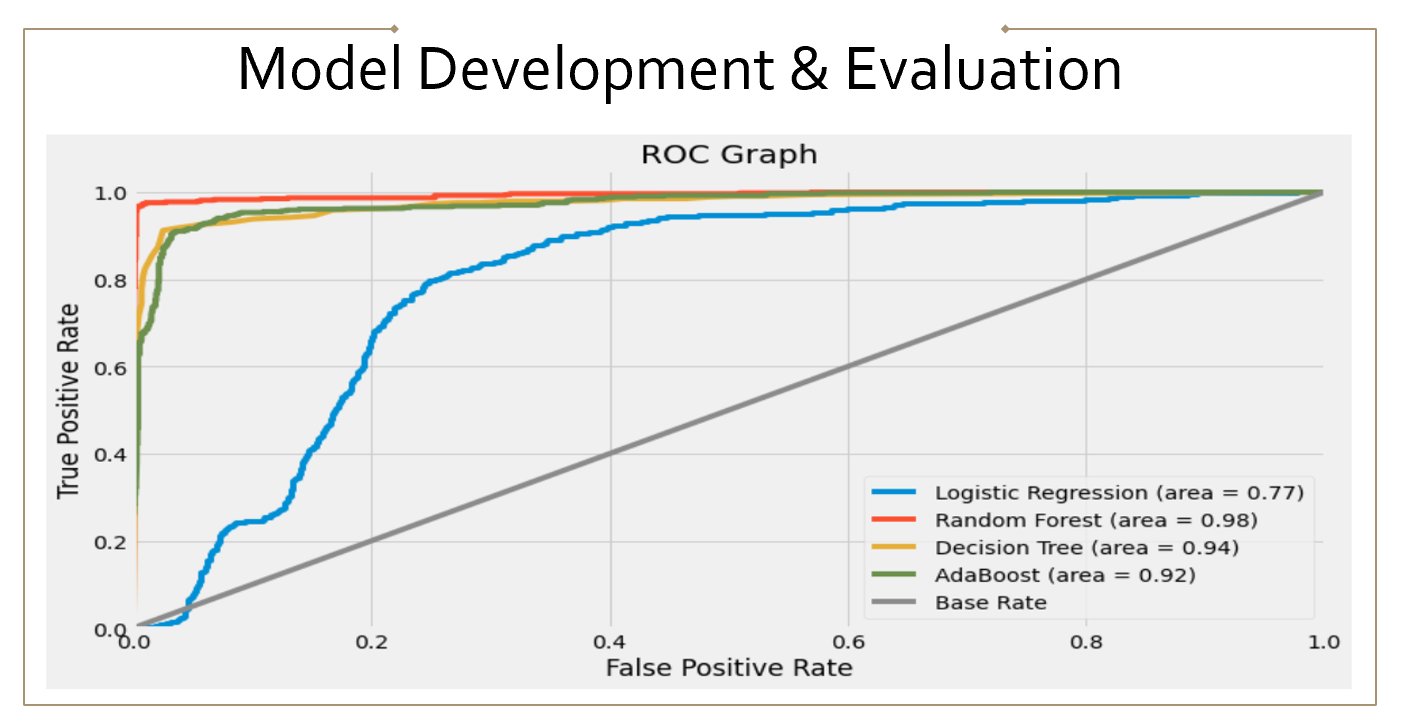 Model Development & Evaluation
ROC Graph
True Positive Rate
1.0
0.8
0.6
0.4
0.2
0.0
0.0 0.2 0.4 0.6 0.8 1.0
False Positive Rate
Logistic Regression (area = 0.77)
Random Forest (area = 0.98)
Decision Tree (area = 0.94)
AdaBoost (area = 0.92)
Base Rate